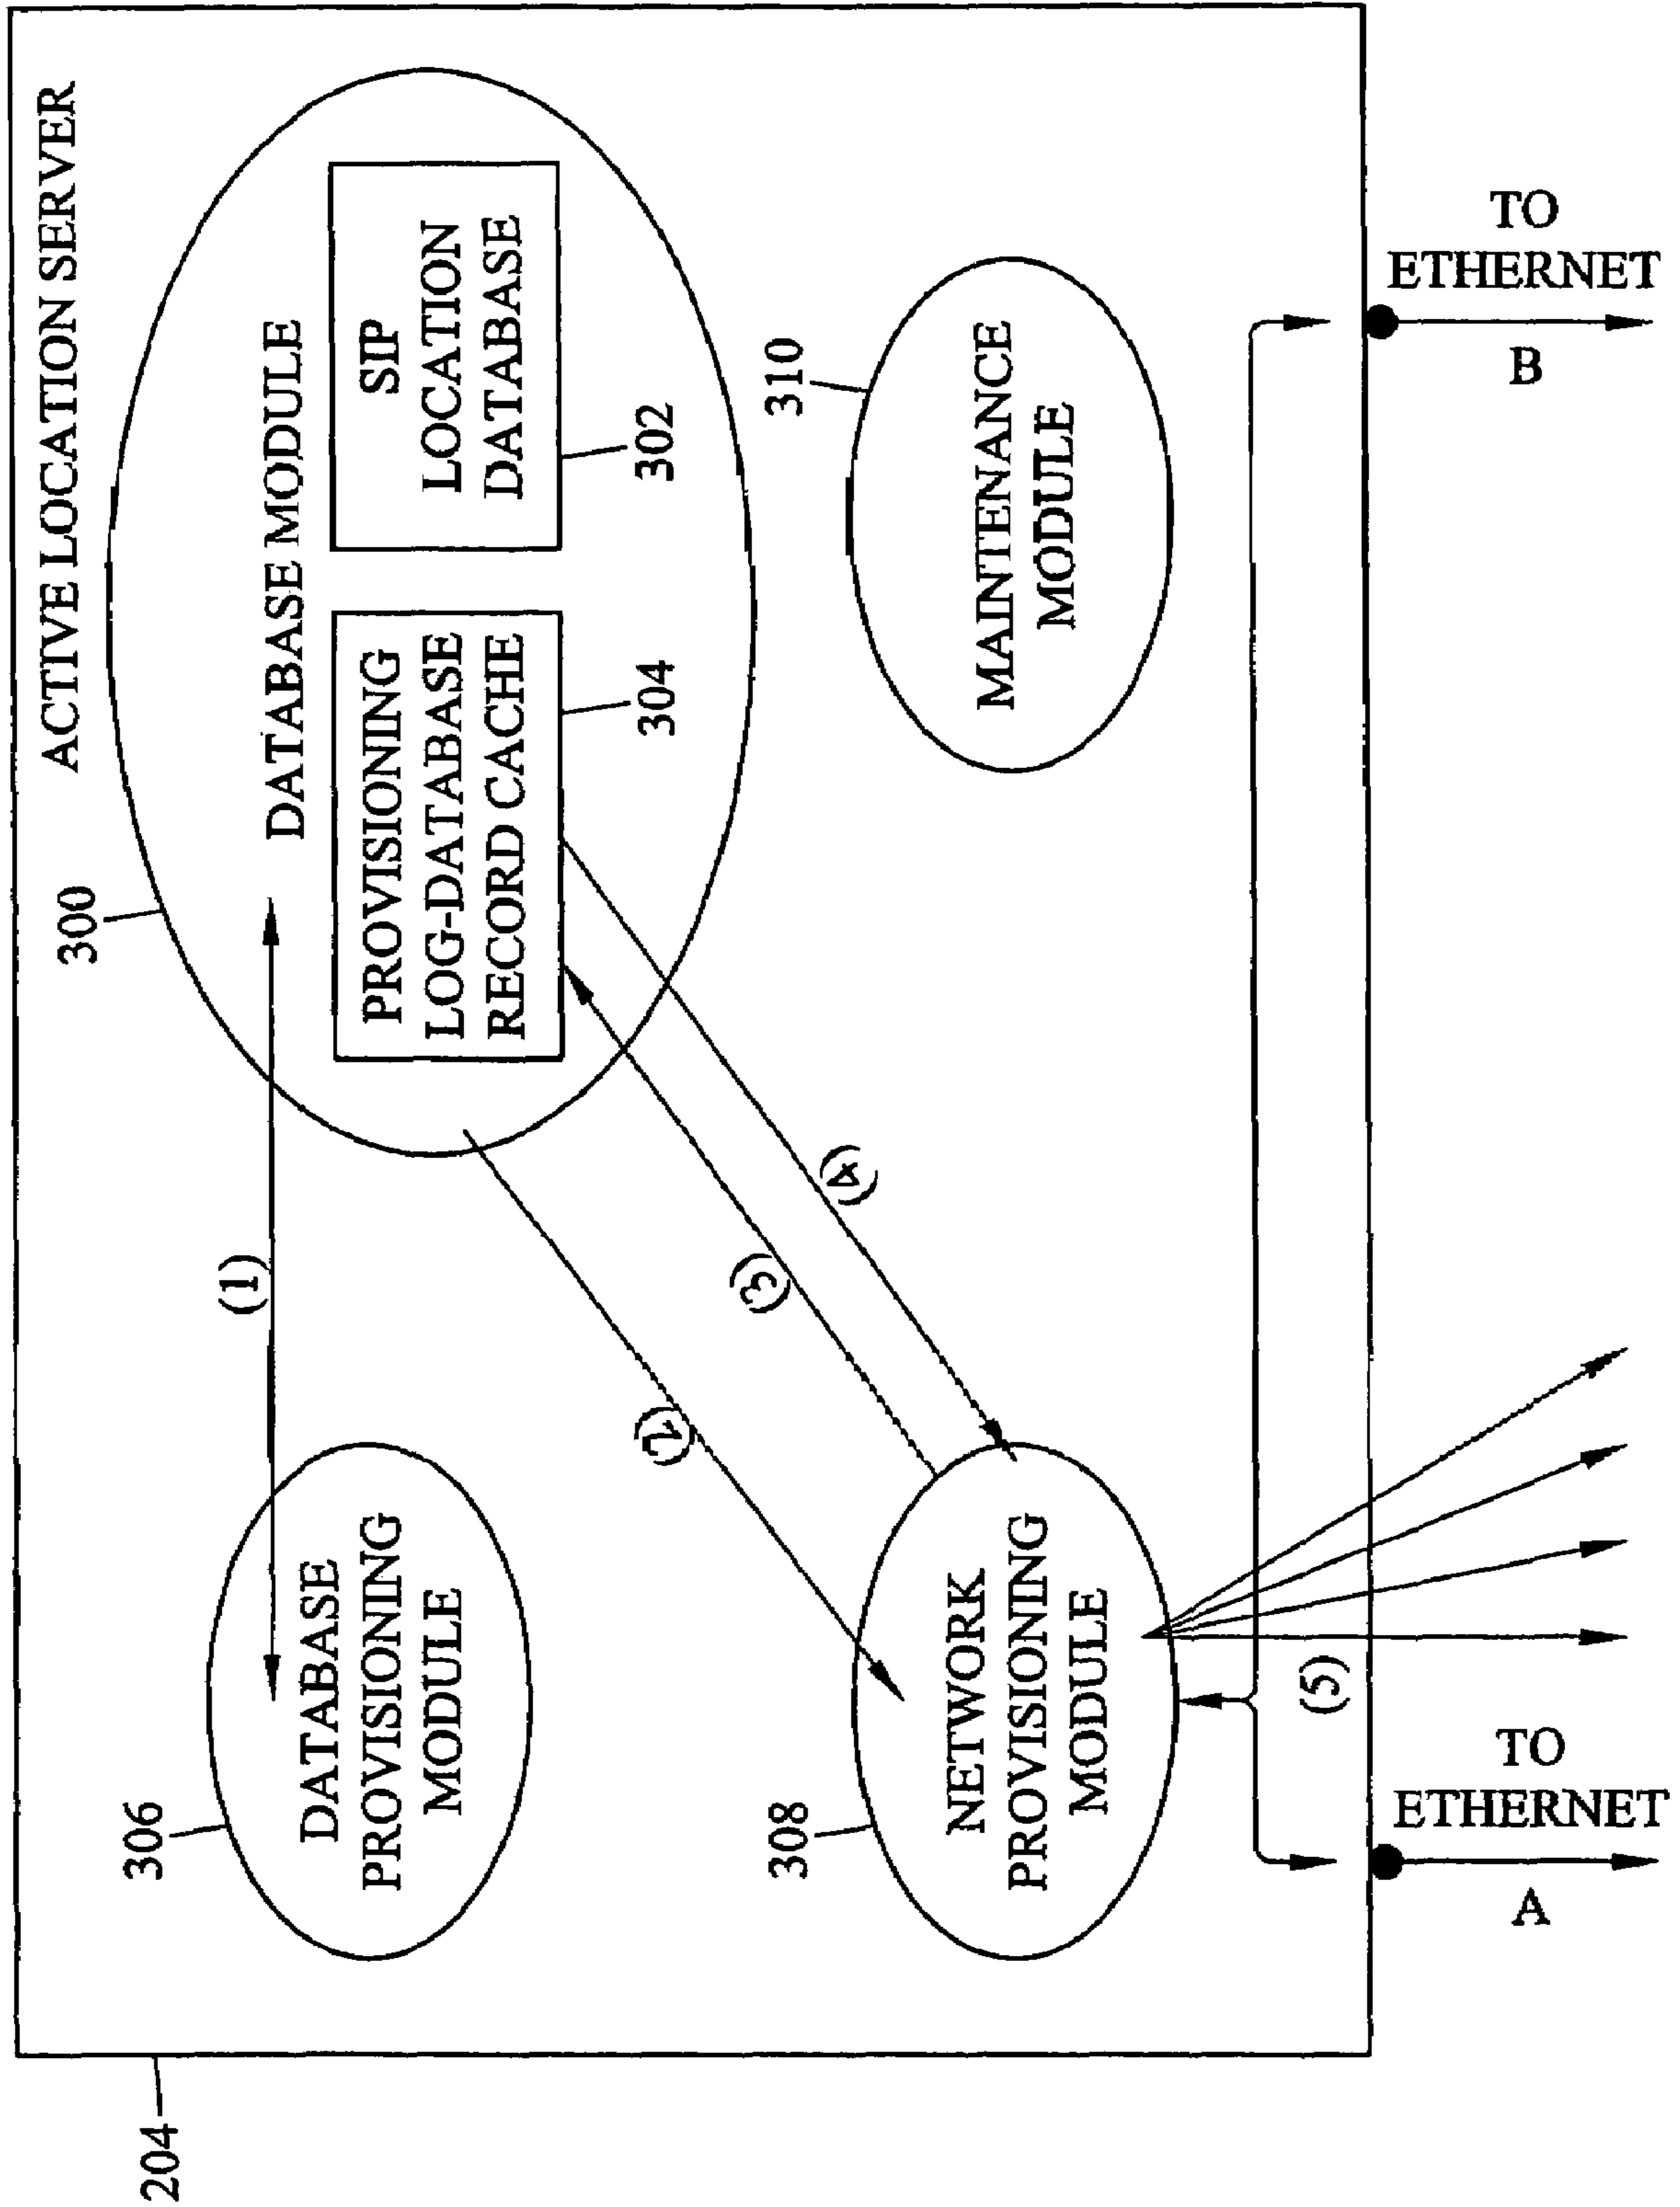 ACTIVE LOCATION SERVER
204
300
DATABASE MODULE
PROVISIONING
LOG-DATABASE
RECORD CACHE
304
SIP
LOCATION
DATABASE
302
306
DATABASE
PROVISIONING
MODULE
(1)
(2)
(3)
(4)
308
NETWORK
PROVISIONING
MODULE
310
MAINTENANCE
MODULE
(5)
A
TO
ETHERNET
B
TO
ETHERNET